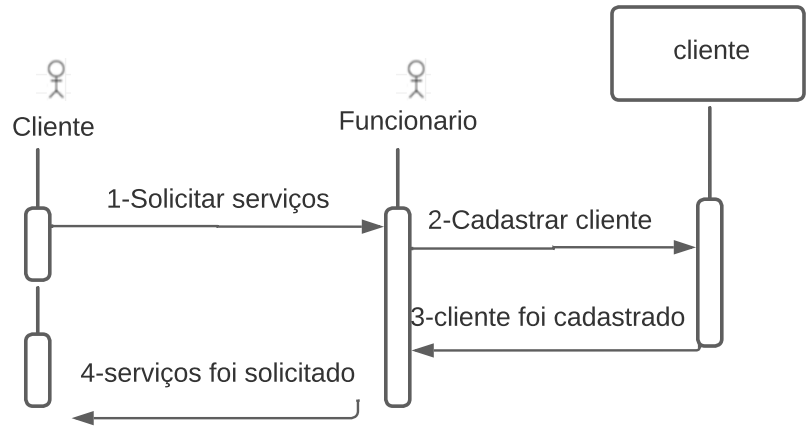 cliente
Cliente
Funcionario
1-Solicitar serviços
2-Cadastrar cliente
3-cliente foi cadastrado
4-serviços foi solicitado